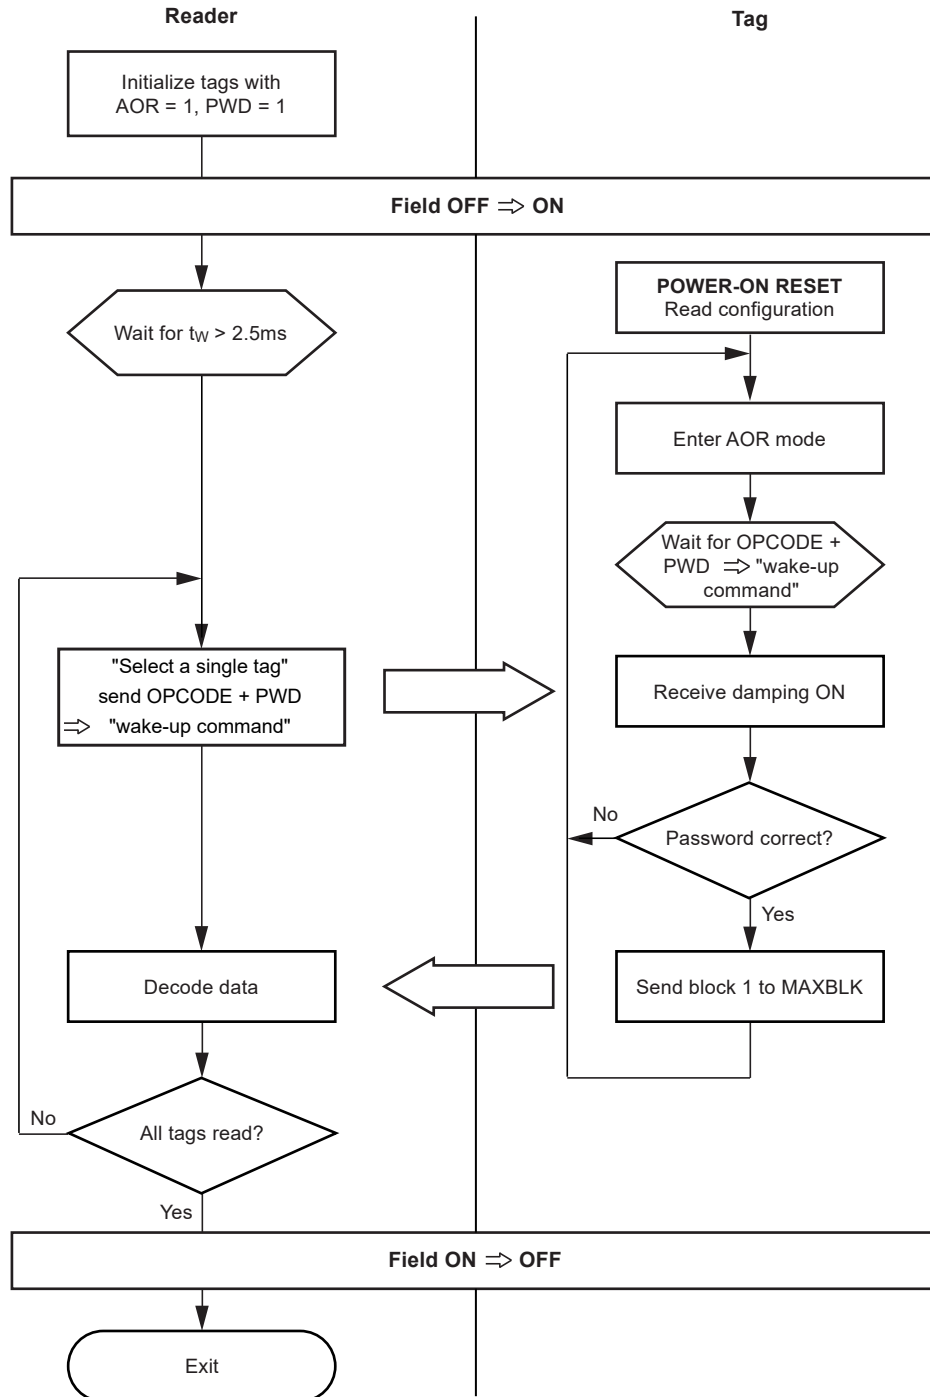 Reader
Tag
Initialize tags with
AOR = 1, PWD = 1
Field OFF ⇒ ON
POWER-ON RESET
Read configuration
Wait for tW > 2.5ms
Enter AOR mode
Wait for OPCODE +
PWD ⇒ "wake-up
command"
"Select a single tag"
send OPCODE + PWD
⇒ "wake-up command"
Receive damping ON
No
Password correct?
Yes
Decode data
Send block 1 to MAXBLK
No
All tags read?
Yes
Field ON ⇒ OFF
Exit